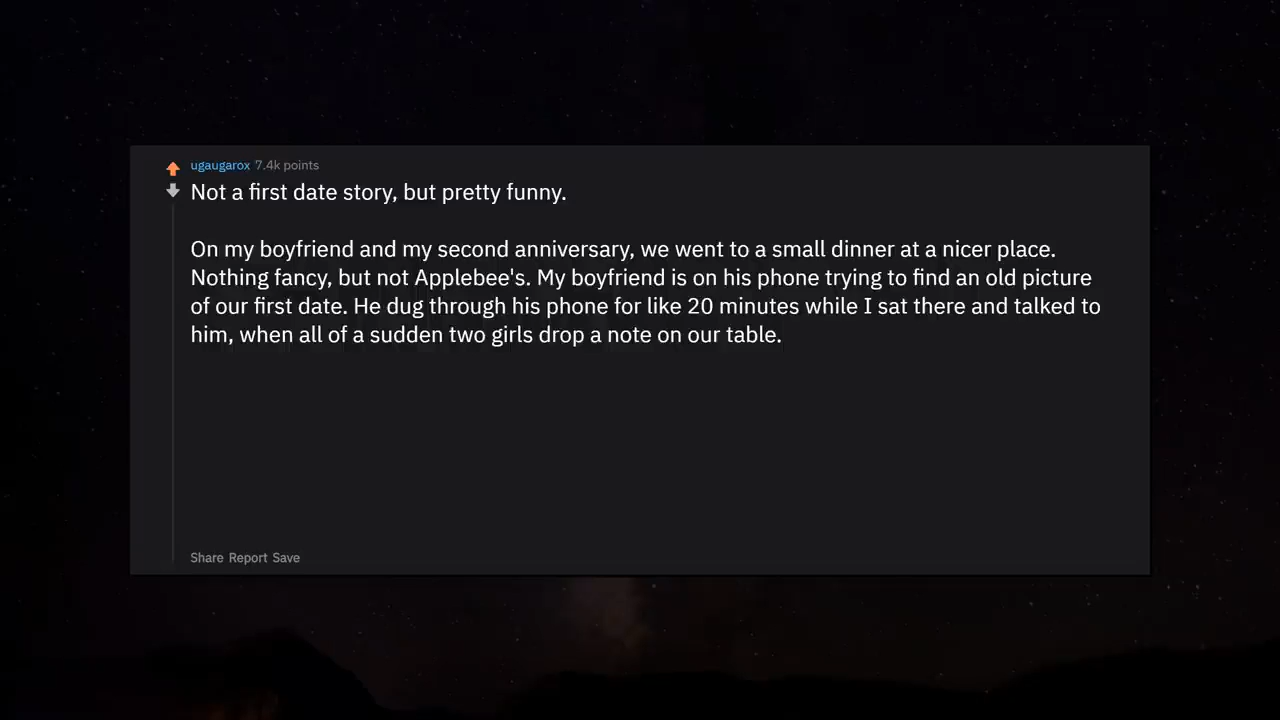 ugaugarox 7.4k points
Not a first date story, but pretty funny.
On my boyfriend and my second anniversary, we went to a small dinner at a nicer place.
Nothing fancy, but not Applebee's. My boyfriend is on his phone trying to find an old picture
of our first date. He dug through his phone for like 20 minutes while I sat there and talked to
him, when all of a sudden two girls drop a note on our table.
Share Report Save